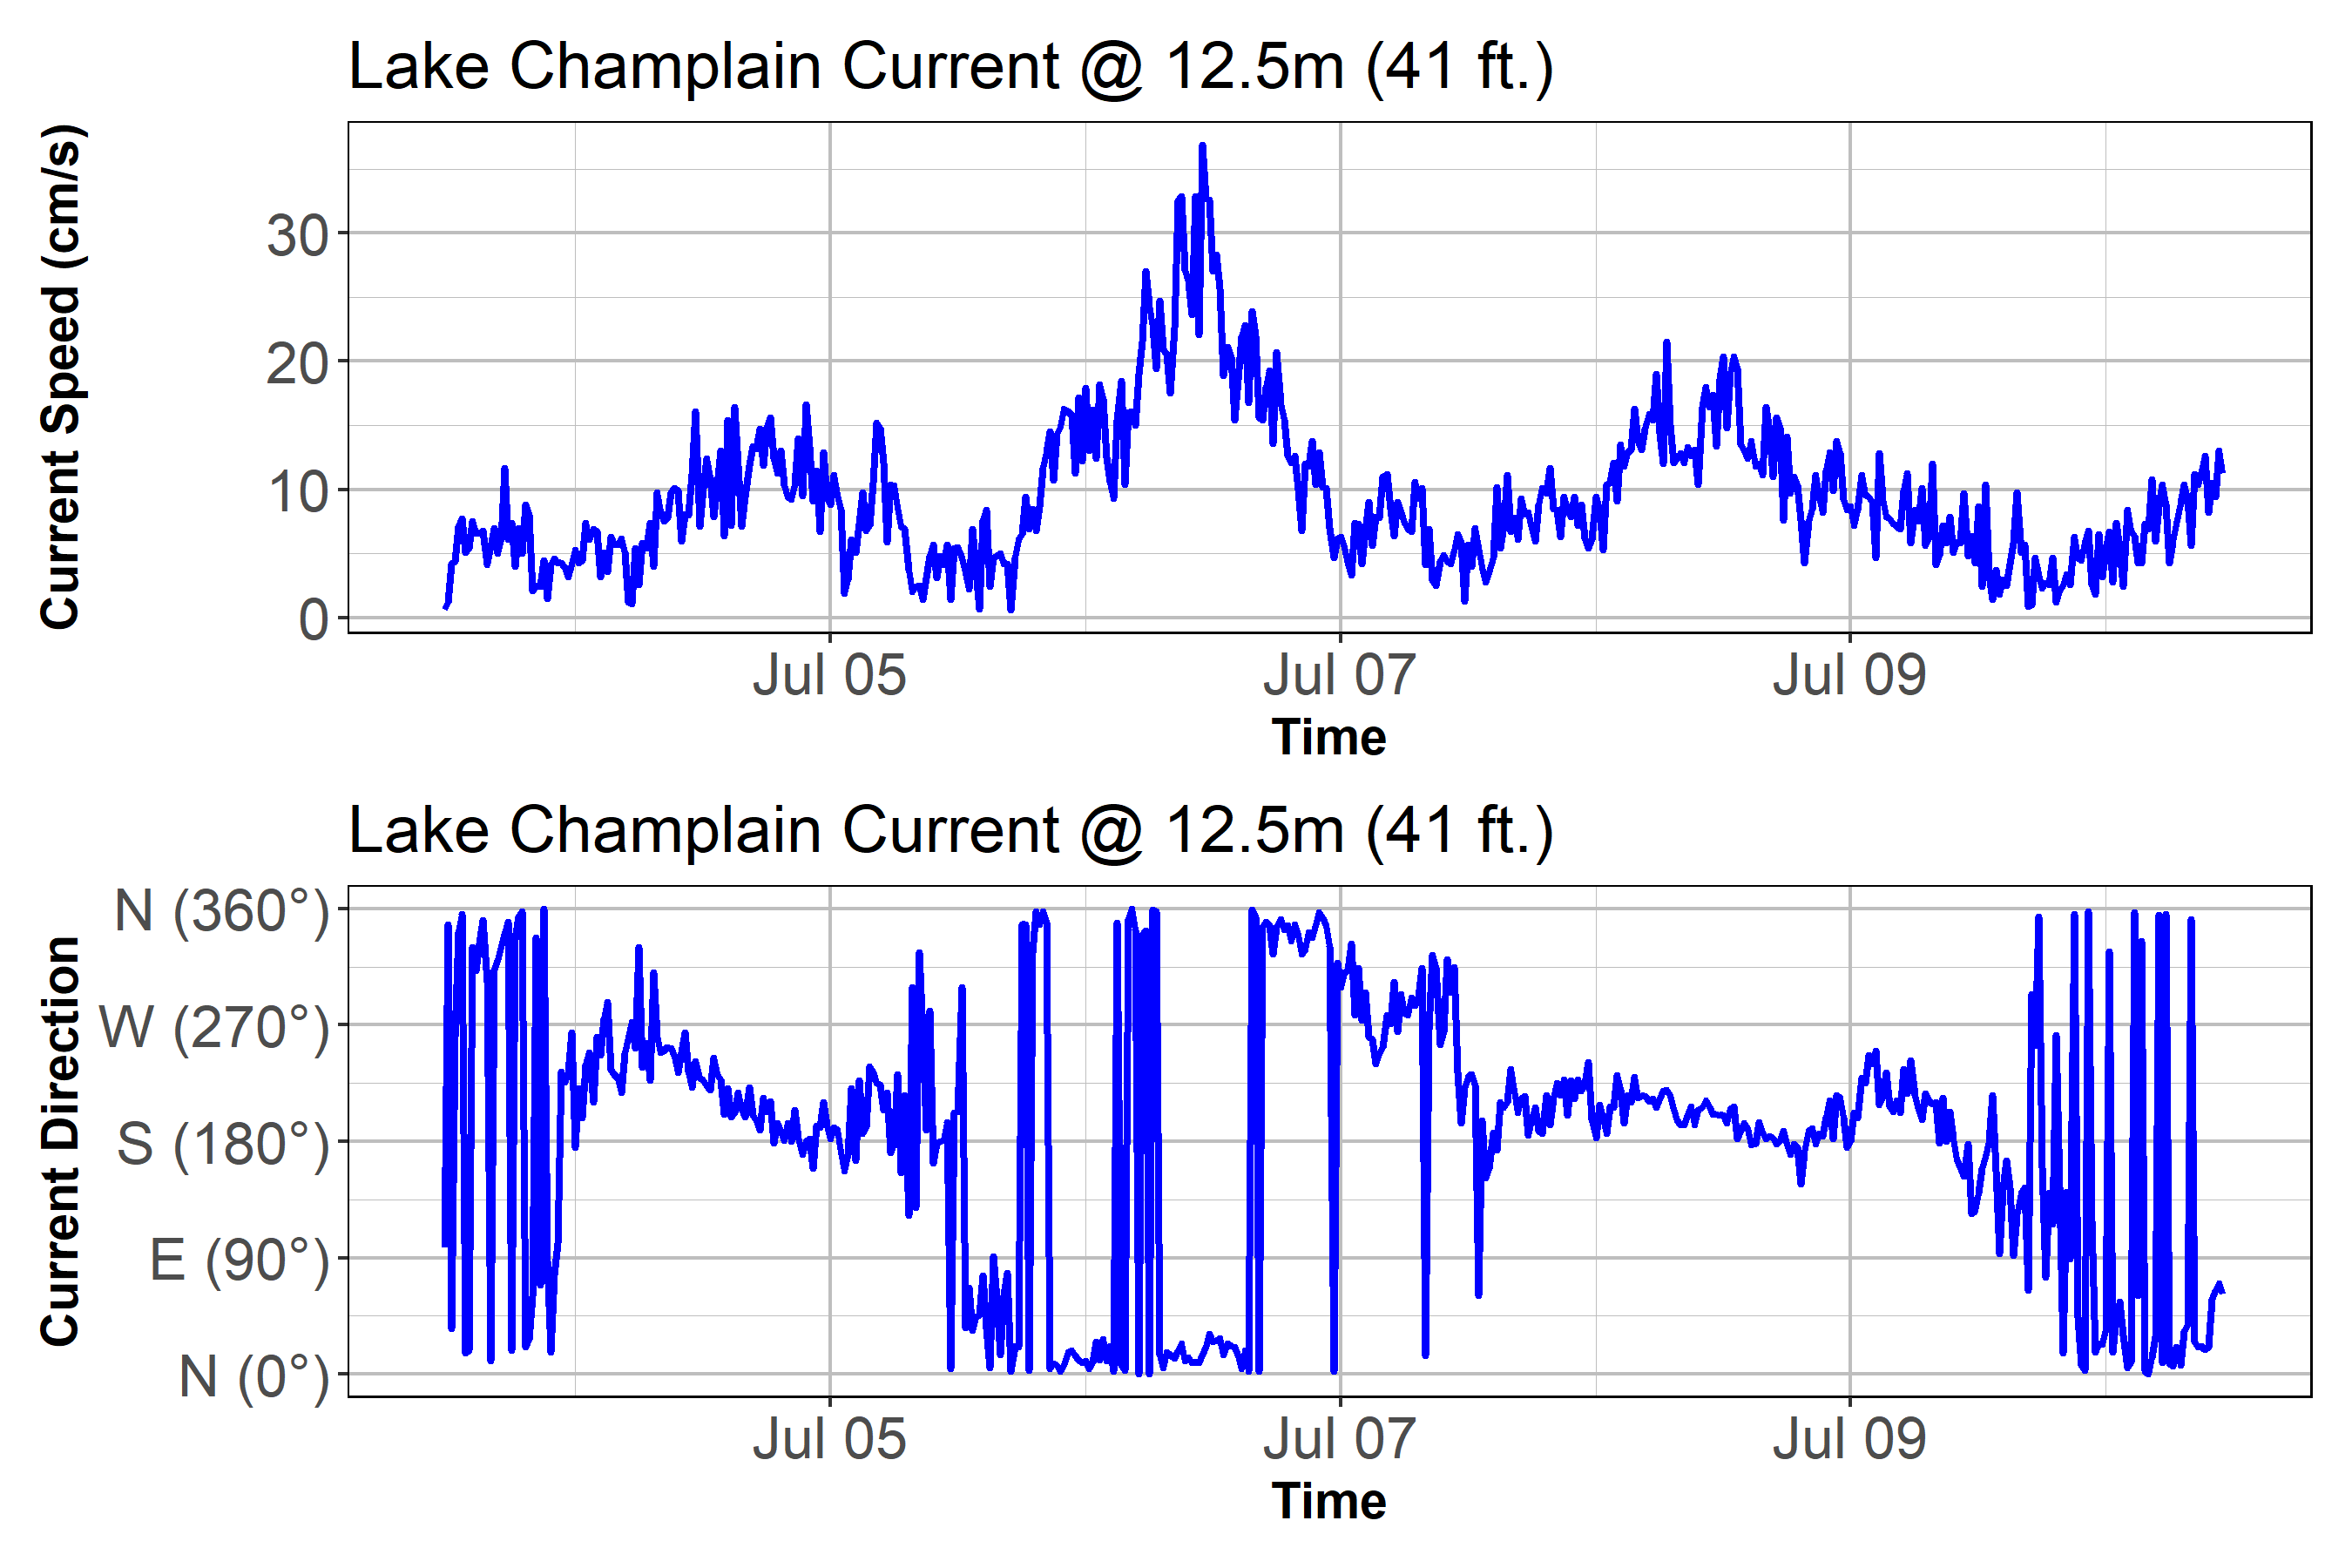 Lake Champlain Current @ 12.5m (41 ft.)
Current Speed (cm/s)
30
20
10
0
Jul 05 Jul 07 Jul 09
Time
Lake Champlain Current @ 12.5m (41 ft.)
Current Direction
N (360°)
W (270°)
S (180°)
E (90°)
N (0°)
Jul 05 Jul 07 Jul 09
Time